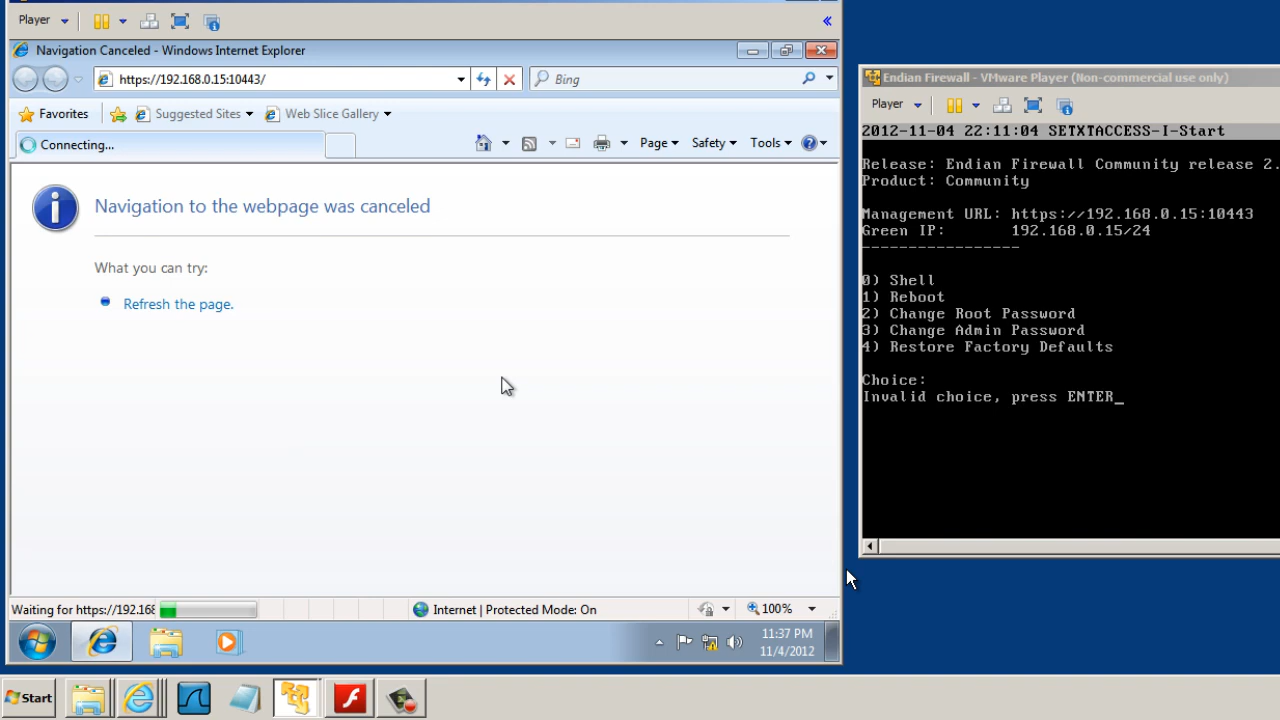 Player
Navigation Canceled - Windows Internet Explorer
https://192.168.0.15:10443/
Bing
Favorites
Suggested Sites
Web Slice Gallery
Connecting...
Page
Safety
Tools
Navigation to the webpage was canceled
What you can try:
Refresh the page.
Waiting for https://192.168
Internet | Protected Mode: On
100%
11:37 PM
11/4/2012
Endian Firewall - VMware Player (Non-commercial use only)
Player
2012-11-04 22:11:04 SETXTACCESS-I-Start
Release: Endian Firewall Community release 2.
Product: Community
Management URL: https://192.168.0.15:10443
Green IP: 192.168.0.15/24
-----------------
0) Shell
1) Reboot
2) Change Root Password
3) Change Admin Password
4) Restore Factory Defaults
Choice:
Invalid choice, press ENTER_
Start